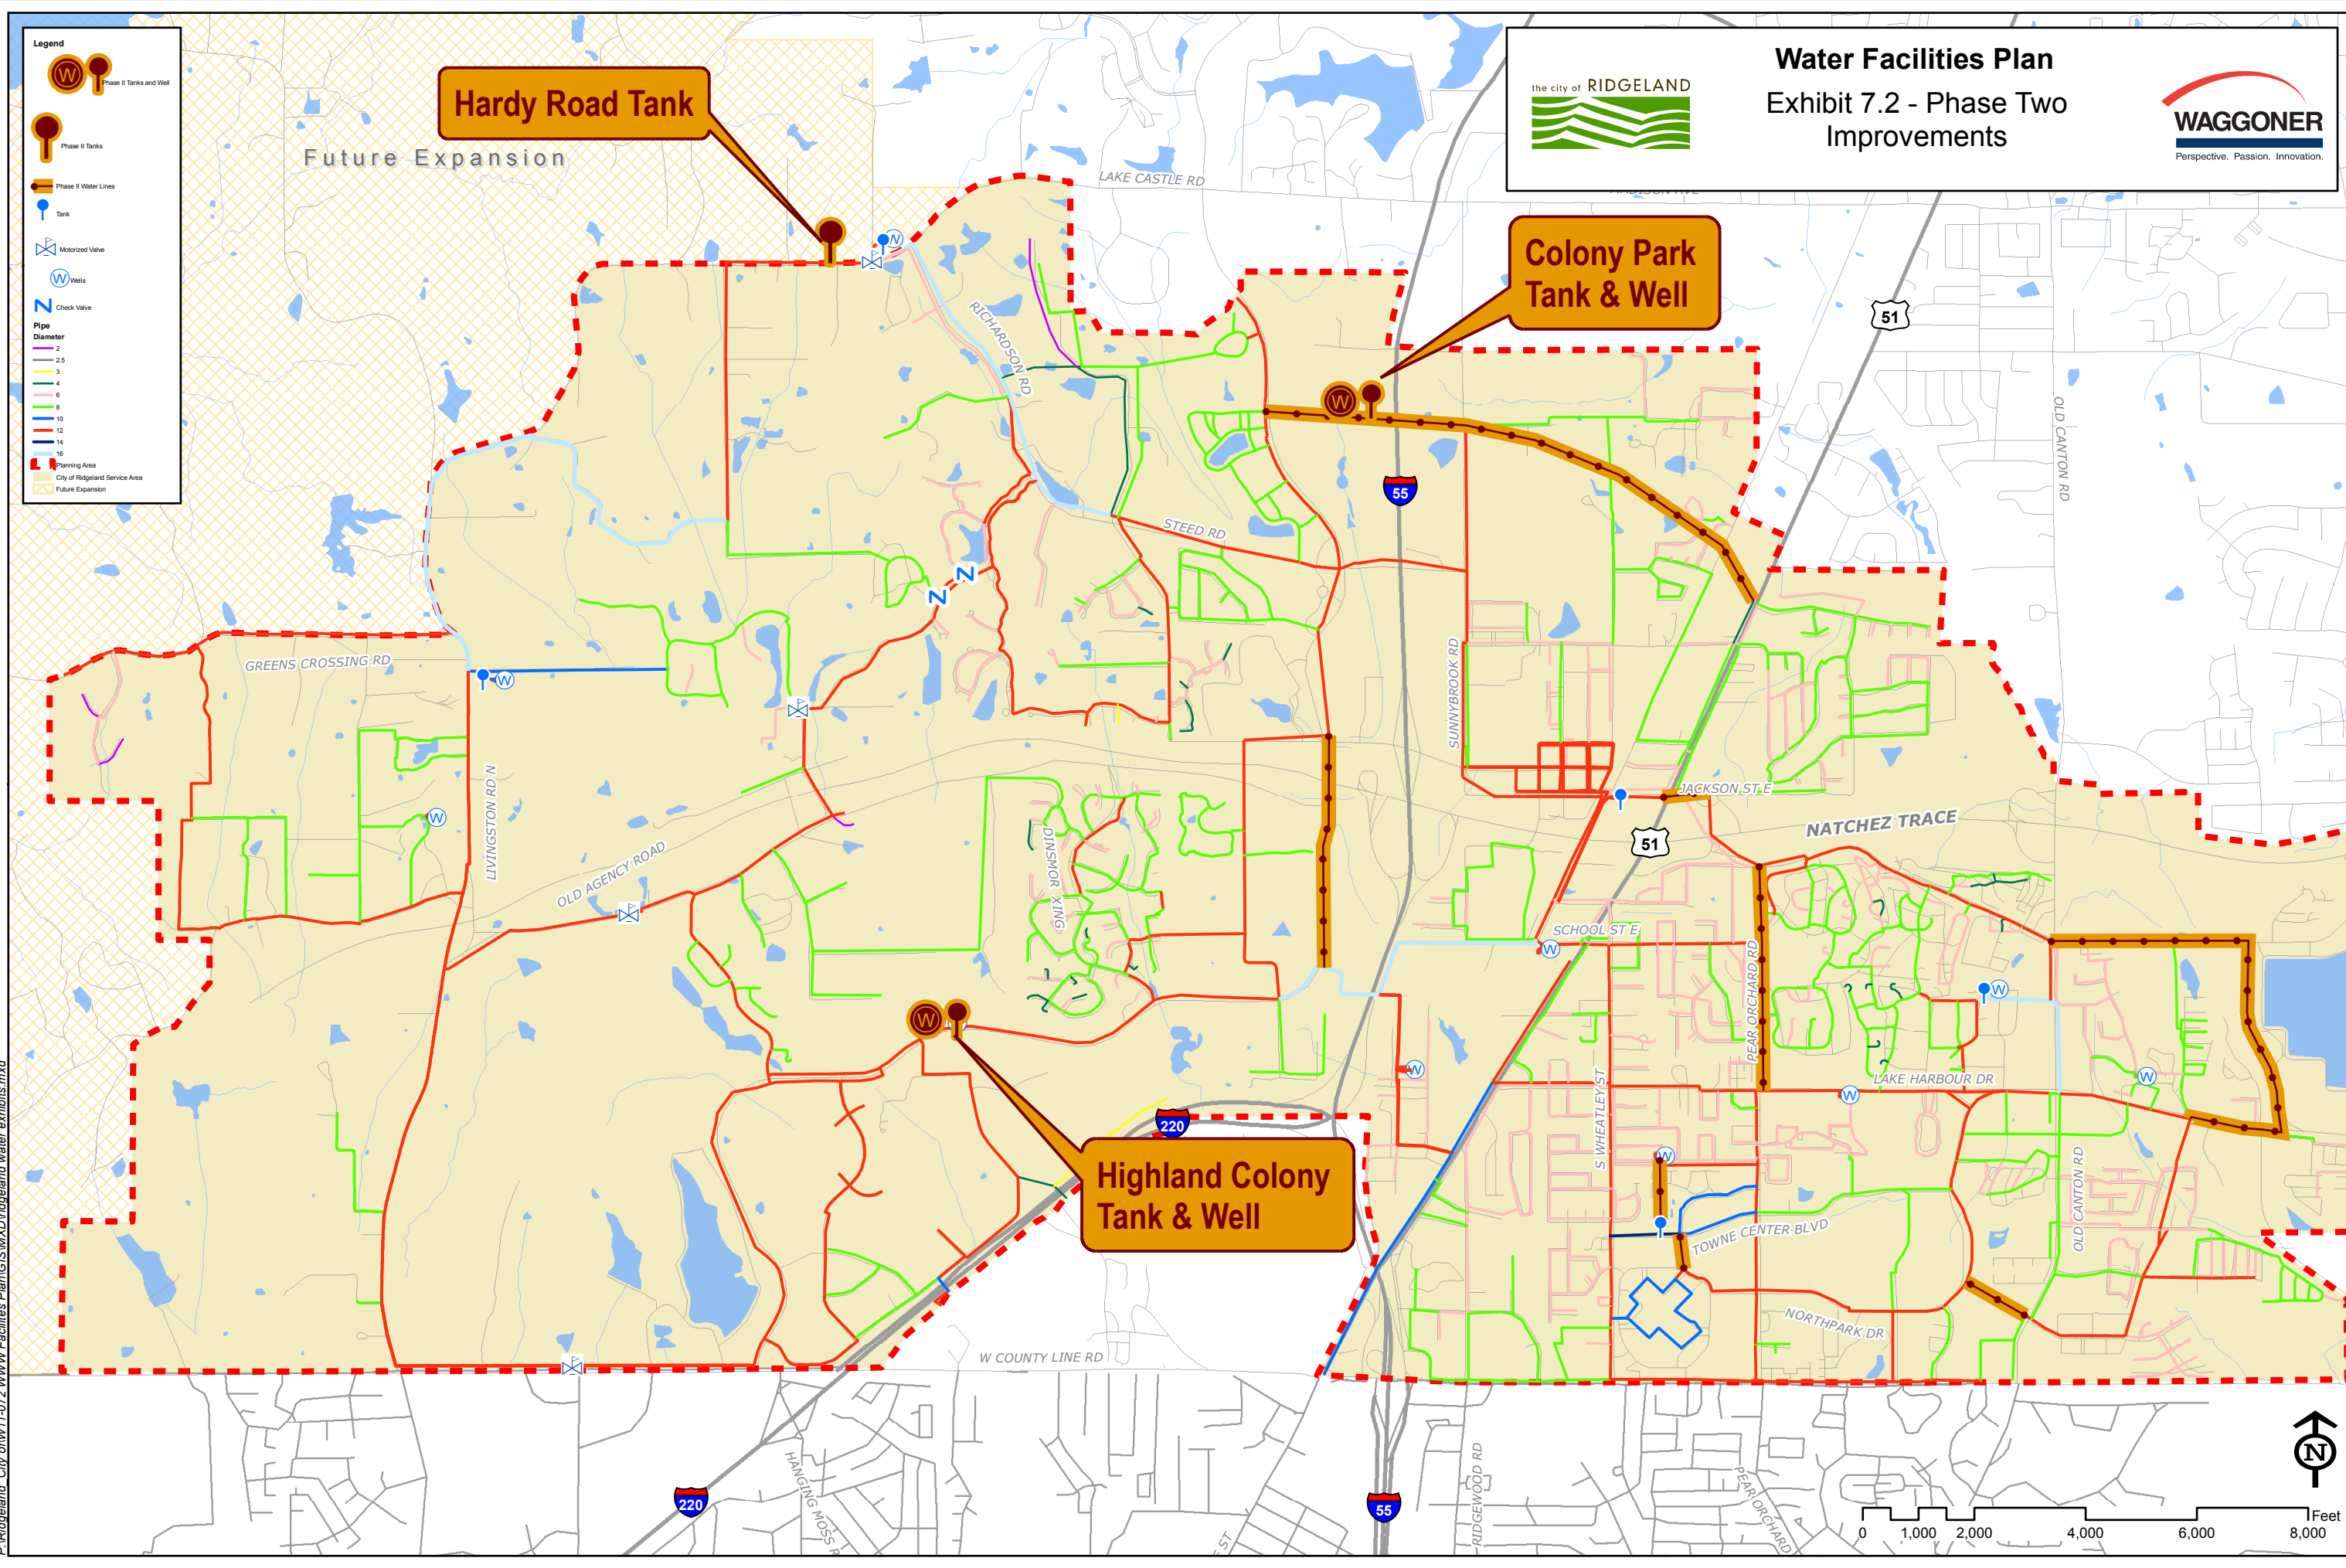 Legend
W
Phase II Tanks and Well
Phase II Tanks
Phase II Water Lines
Tank
Motorized Valve
W
Wells
Check Valve
Pipe
Diameter
2
2.5
3
4
6
8
10
12
14
16
Planning Area
City of Ridgeland Service Area
Future Expansion
the city of RIDGELAND
Water Facilities Plan
Exhibit 7.2 - Phase Two
Improvements
WAGGONER
Perspective. Passion. Innovation.
Hardy Road Tank
Future Expansion
LAKE CASTLE RD
Colony Park
Tank & Well
51
W
RICHARDSON RD
W
OLD CANTON RD
55
STEED RD
N
N
GREENS CROSSING RD
W
SUNNYBROOK RD
LIVINGSTON RD N
JACKSON ST E
W
NATCHEZ TRACE
51
OLD AGENCY ROAD
DINSMOR XING
SCHOOL ST E
W
PEAR ORCHARD RD
W
W
W
LAKE HARBOUR DR
W
W
S WHEATLEY ST
220
Highland Colony
Tank & Well
W
OLD CANTON RD
TOWNE CENTER BLVD
NORTHPARK DR
W COUNTY LINE RD
HANGING MOSS R
220
55
RIDGEWOOD RD
PEAR ORCHARD
E ST
N
0 1,000 2,000 4,000 6,000 8,000
Feet